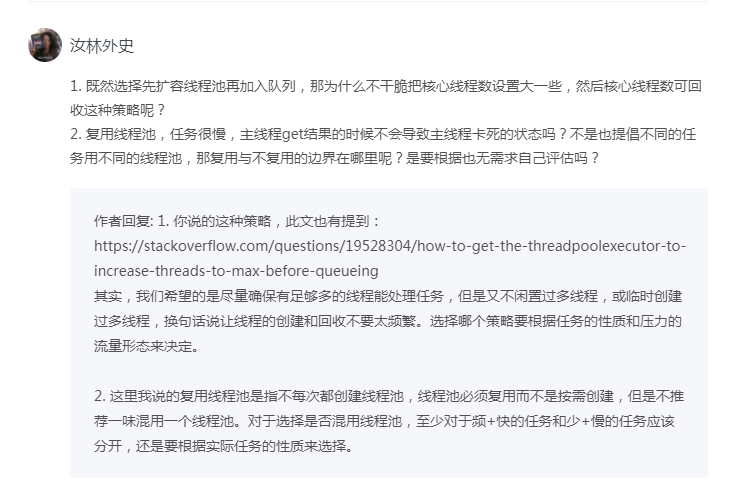 汝林外史
1. 既然选择先扩容线程池再加入队列，那为什么不干脆把核心线程数设置大一些，然后核心线程数可回
收这种策略呢？
2. 复用线程池，任务很慢，主线程get结果的时候不会导致主线程卡死的状态吗？不是也提倡不同的任
务用不同的线程池，那复用与不复用的边界在哪里呢？是要根据也无需求自己评估吗？
作者回复: 1. 你说的这种策略，此文也有提到：
https://stackoverflow.com/questions/19528304/how-to-get-the-threadpoolexecutor-to-
increase-threads-to-max-before-queueing
其实，我们希望的是尽量确保有足够多的线程能处理任务，但是又不闲置过多线程，或临时创建
过多线程，换句话说让线程的创建和回收不要太频繁。选择哪个策略要根据任务的性质和压力的
流量形态来决定。
2. 这里我说的复用线程池是指不每次都创建线程池，线程池必须复用而不是按需创建，但是不推
荐一味混用一个线程池。对于选择是否混用线程池，至少对于频+快的任务和少+慢的任务应该
分开，还是要根据实际任务的性质来选择。